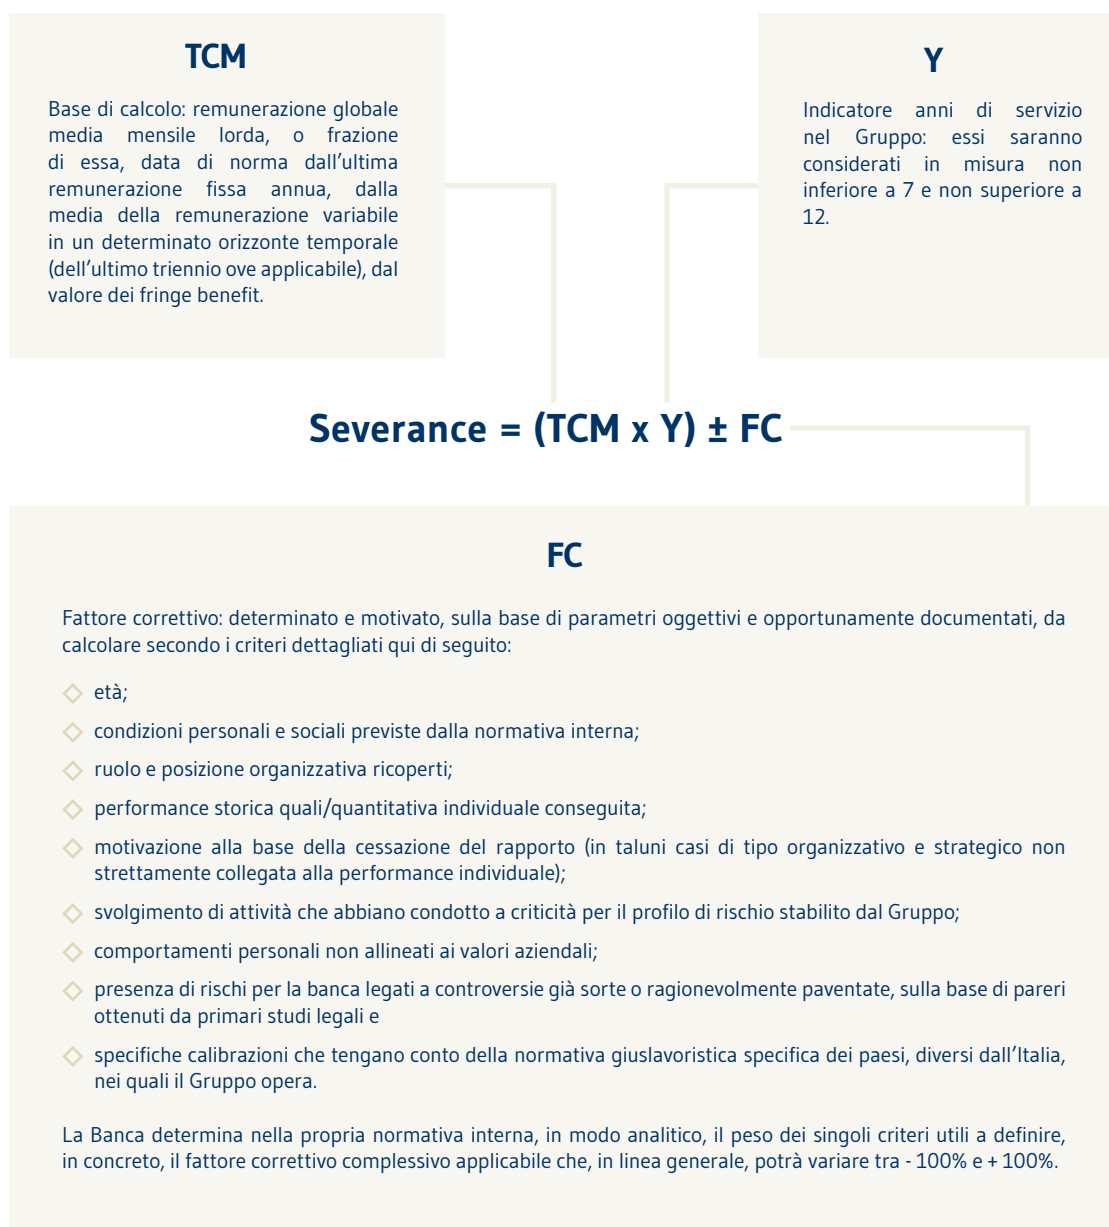 TCM
Base di calcolo: remunerazione globale
media mensile lorda, o frazione
di essa, data di norma dall'ultima
remunerazione fissa annua, dalla
media della remunerazione variabile
in un determinato orizzonte temporale
(dell'ultimo triennio ove applicabile), dal
valore dei fringe benefit.
Y
Indicatore anni di servizio
nel Gruppo: essi saranno
considerati in misura non
inferiore a 7 e non superiore a
12.
Severance = (TCM x Y) ± FC
FC
Fattore correttivo: determinato e motivato, sulla base di parametri oggettivi e opportunamente documentati, da
calcolare secondo i criteri dettagliati qui di seguito:
età;
condizioni personali e sociali previste dalla normativa interna;
ruolo e posizione organizzativa ricoperti;
performance storica quali/quantitativa individuale conseguita;
motivazione alla base della cessazione del rapporto (in taluni casi di tipo organizzativo e strategico non
strettamente collegata alla performance individuale);
svolgimento di attività che abbiano condotto a criticità per il profilo di rischio stabilito dal Gruppo;
comportamenti personali non allineati ai valori aziendali;
presenza di rischi per la banca legati a controversie già sorte o ragionevolmente paventate, sulla base di pareri
ottenuti da primari studi legali e
specifiche calibrazioni che tengano conto della normativa giuslavoristica specifica dei paesi, diversi dall'Italia,
nei quali il Gruppo opera.
La Banca determina nella propria normativa interna, in modo analitico, il peso dei singoli criteri utili a definire,
in concreto, il fattore correttivo complessivo applicabile che, in linea generale, potrà variare tra - 100% e + 100%.